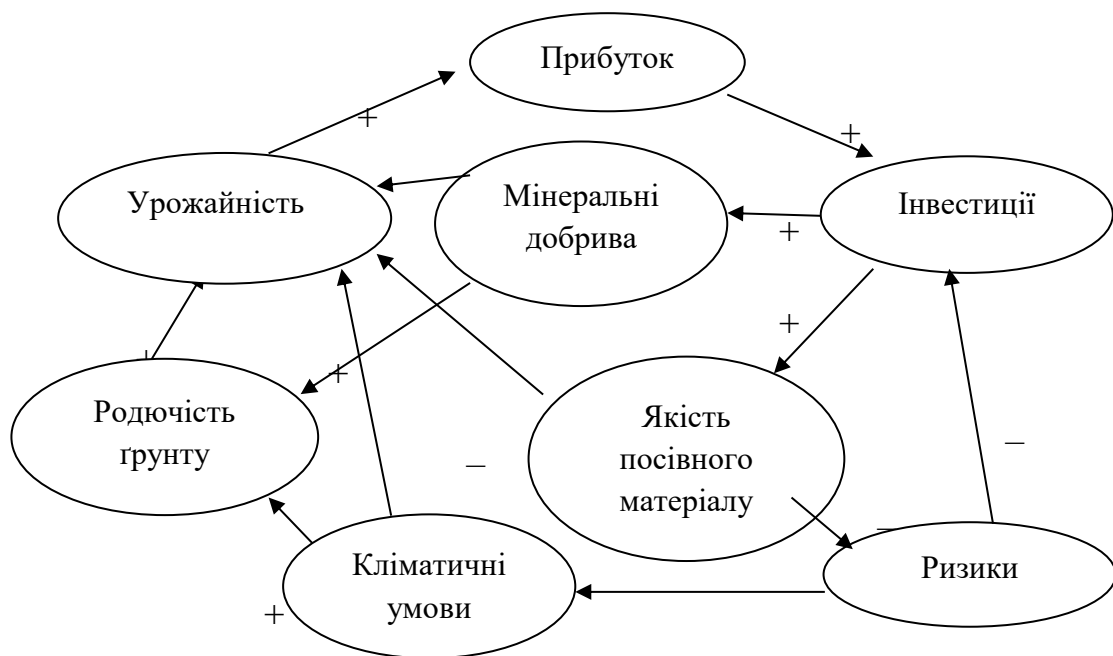 Прибуток
+
+
Урожайність
Мінеральні
добрива
Інвестиції
+
+
+
+
Родючість
ґрунту
Якість
посівного
матеріалу
–
–
–
Кліматичні
умови
Ризики
+